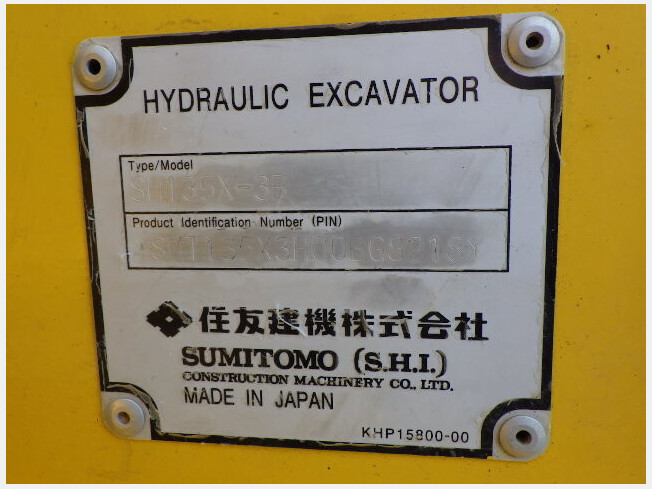 HYDRAULIC EXCAVATOR
Type/Model
Product Identification Number (PIN)
住友建機株式会社
SUMITOMO (S.H.I.)
CONSTRUCTION MACHINERY CO., LTD.
MADE IN JAPAN
KHP15800-00